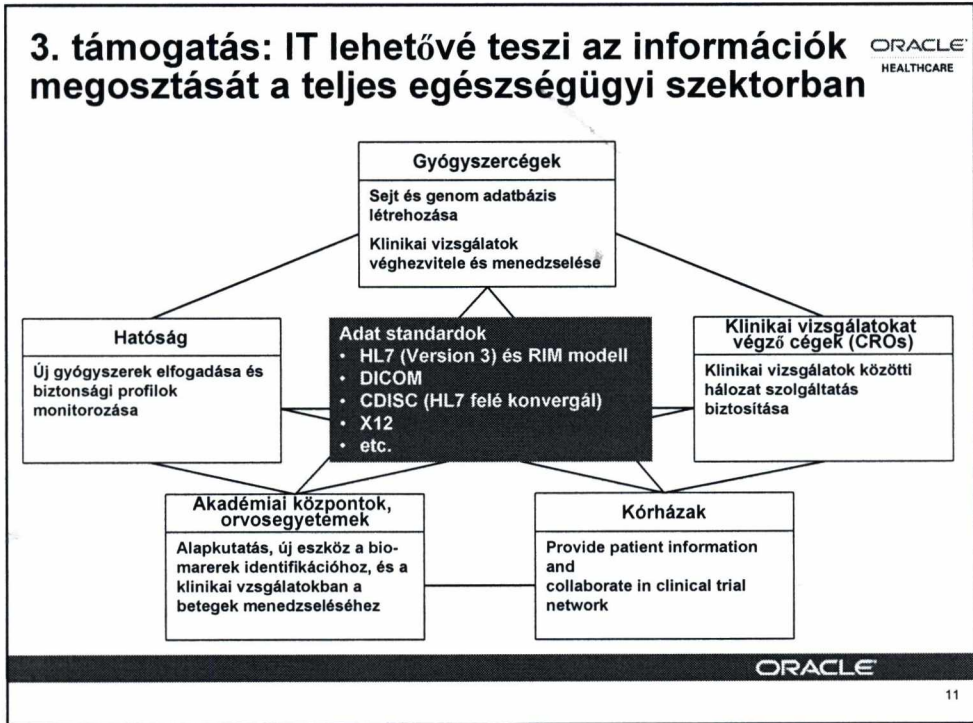 3. támogatás: IT lehetővé teszi az információk
megosztását a teljes egészségügyi szektorban
ORACLE
HEALTHCARE
Gyógyszercégek
Sejt és genom adatbázis
létrehozása
Klinikai vizsgálatok
véghezvitele és menedzselése
Hatóság
Új gyógyszerek elfogadása és
biztonsági profilok
monitorozása
Adat standardok
• HL7 (Version 3) és RIM modell
• DICOM
• CDISC (HL7 felé konvergál)
• X12
• etc.
Klinikai vizsgálatokat
végző cégek (CROs)
Klinikai vizsgálatok közötti
hálozat szolgáltatás
biztosítása
Akadémiai központok,
orvosegyetemek
Alapkutatás, új eszköz a bio-
marerek identifikációhoz, és a
klinikai vzsgálatokban a
betegek menedzseléséhez
Kórházak
Provide patient information
and
collaborate in clinical trial
network
ORACLE
11